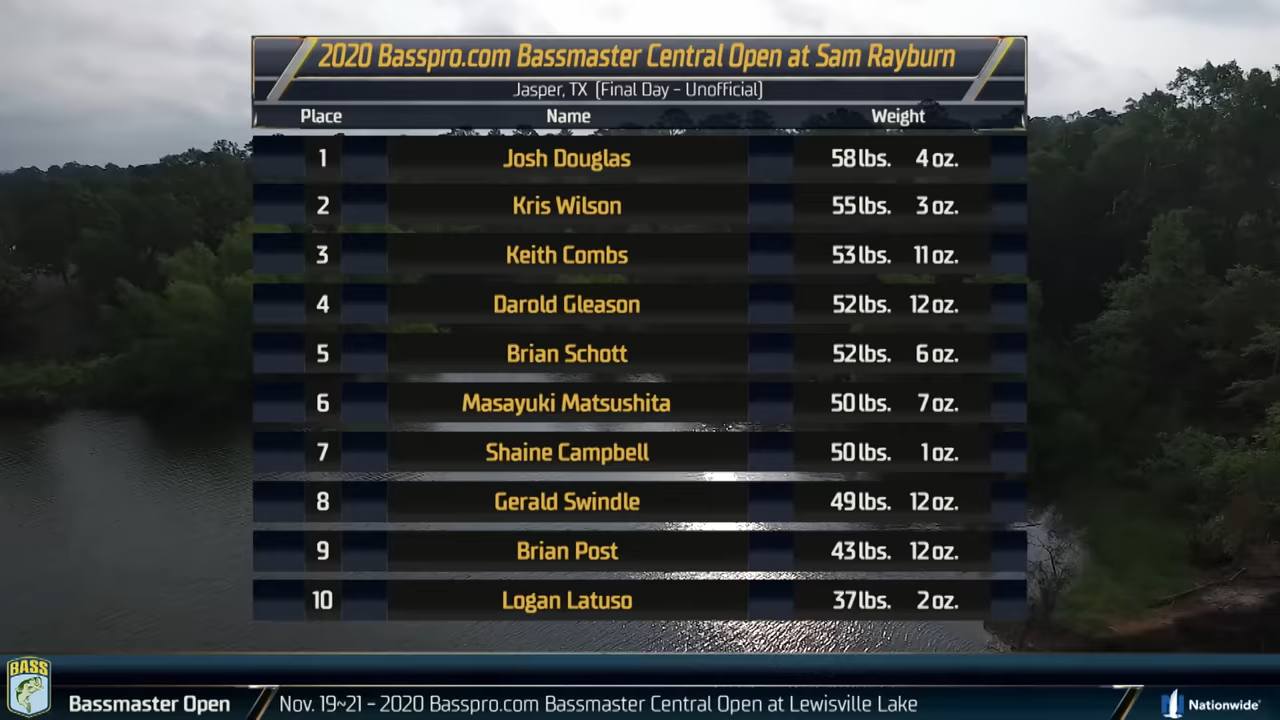 2020 Basspro.com Bassmaster Central Open at Sam Rayburn
Jasper, TX (Final Day - Unofficial)
Place Name Weight
1 Josh Douglas 58 lbs. 4 oz.
2 Kris Wilson 55 lbs. 3 oz.
3 Keith Combs 53 lbs. 11 oz.
4 Darold Gleason 52 lbs. 12 oz.
5 Brian Schott 52 lbs. 6 oz.
6 Masayuki Matsushita 50 lbs. 7 oz.
7 Shaine Campbell 50 lbs. 1 oz.
8 Gerald Swindle 49 lbs. 12 oz.
9 Brian Post 43 lbs. 12 oz.
10 Logan Latuso 37 lbs. 2 oz.
BASS
Bassmaster Open Nov. 19~21 - 2020 Basspro.com Bassmaster Central Open at Lewisville Lake Nationwide®